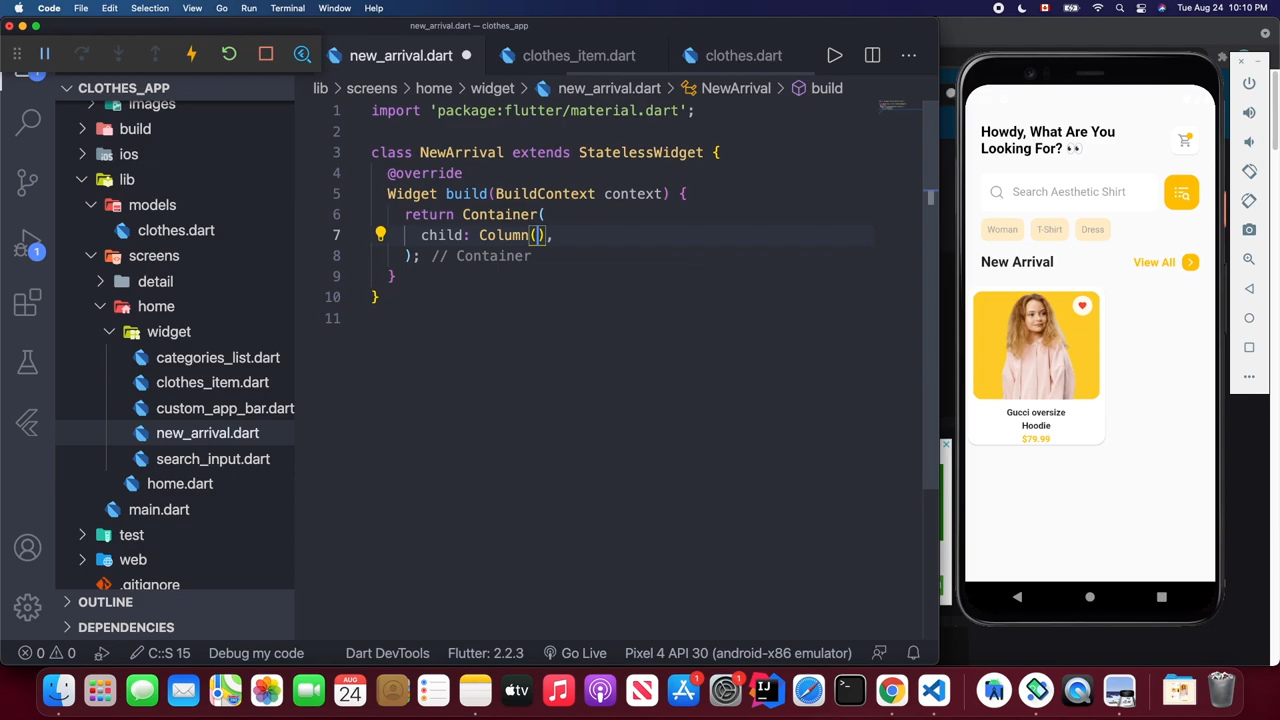 Code File Edit Selection View Go Run Terminal Window Help
Tue Aug 24 10:10 PM
new_arrival.dart — clothes_app
new_arrival.dart
clothes_item.dart
clothes.dart
CLOTHES_APP
images
build
ios
lib
models
clothes.dart
screens
detail
home
widget
categories_list.dart
clothes_item.dart
custom_app_bar.dart
new_arrival.dart
search_input.dart
home.dart
main.dart
test
web
.gitignore
OUTLINE
DEPENDENCIES
1
1
lib > screens > home > widget > new_arrival.dart > NewArrival > build
1 import 'package:flutter/material.dart';
2
3 class NewArrival extends StatelessWidget {
4 @override
5 Widget build(BuildContext context) {
6 return Container(
7 child: Column(),
8 ); // Container
9 }
10 }
11
0 0 C::S 15 Debug my code Dart DevTools Flutter: 2.2.3 Go Live Pixel 4 API 30 (android-x86 emulator)
Howdy, What Are You
Looking For? 👀
Search Aesthetic Shirt
Woman T-Shirt Dress
New Arrival View All
Gucci oversize
Hoodie
$79.99
AUG
24
tv
1
1